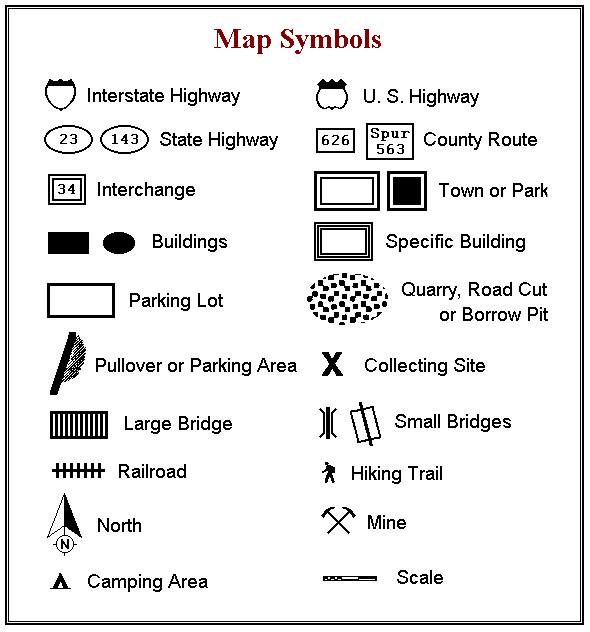 Map Symbols
Interstate Highway
U. S. Highway
23 143 State Highway
626 Spur 563 County Route
34 Interchange
Town or Park
Buildings
Specific Building
Parking Lot
Quarry, Road Cut
or Borrow Pit
Pullover or Parking Area
X Collecting Site
Large Bridge
Small Bridges
Railroad
Hiking Trail
N North
Mine
Camping Area
Scale